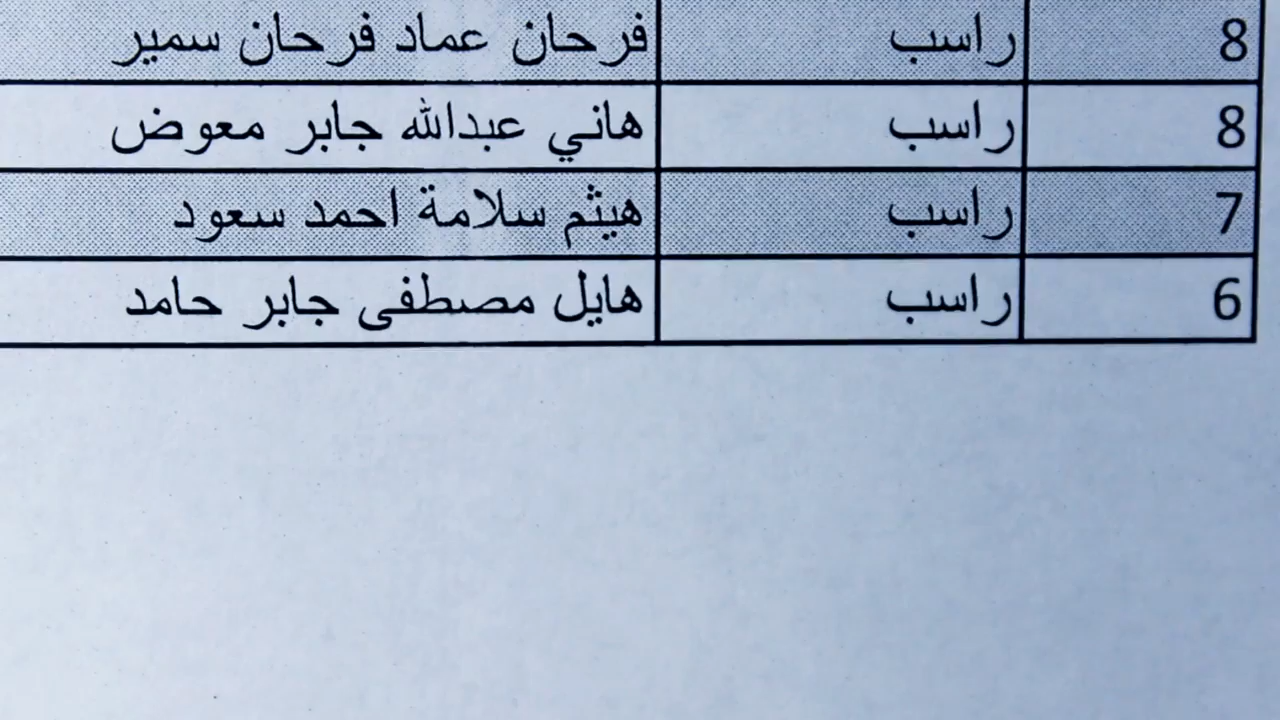 8 راسب فرحان عماد فرحان سمير
8 راسب هاني عبدالله جابر معوض
7 راسب هيثم سلامة احمد سعود
6 راسب هايل مصطفى جابر حامد